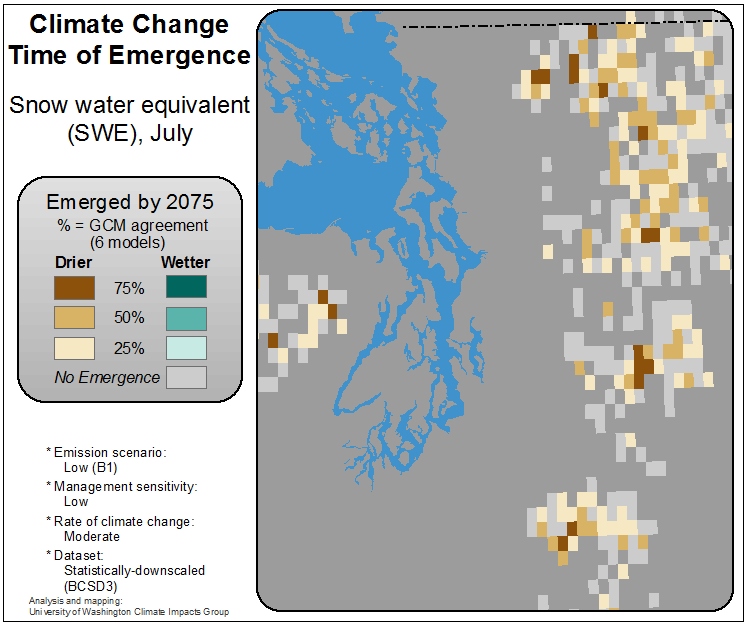 Climate Change
Time of Emergence
Snow water equivalent
(SWE), July
Emerged by 2075
% = GCM agreement
(6 models)
Drier Wetter
75%
50%
25%
No Emergence
* Emission scenario:
Low (B1)
* Management sensitivity:
Low
* Rate of climate change:
Moderate
* Dataset:
Statistically-downscaled
(BCSD3)
Analysis and mapping:
University of Washington Climate Impacts Group